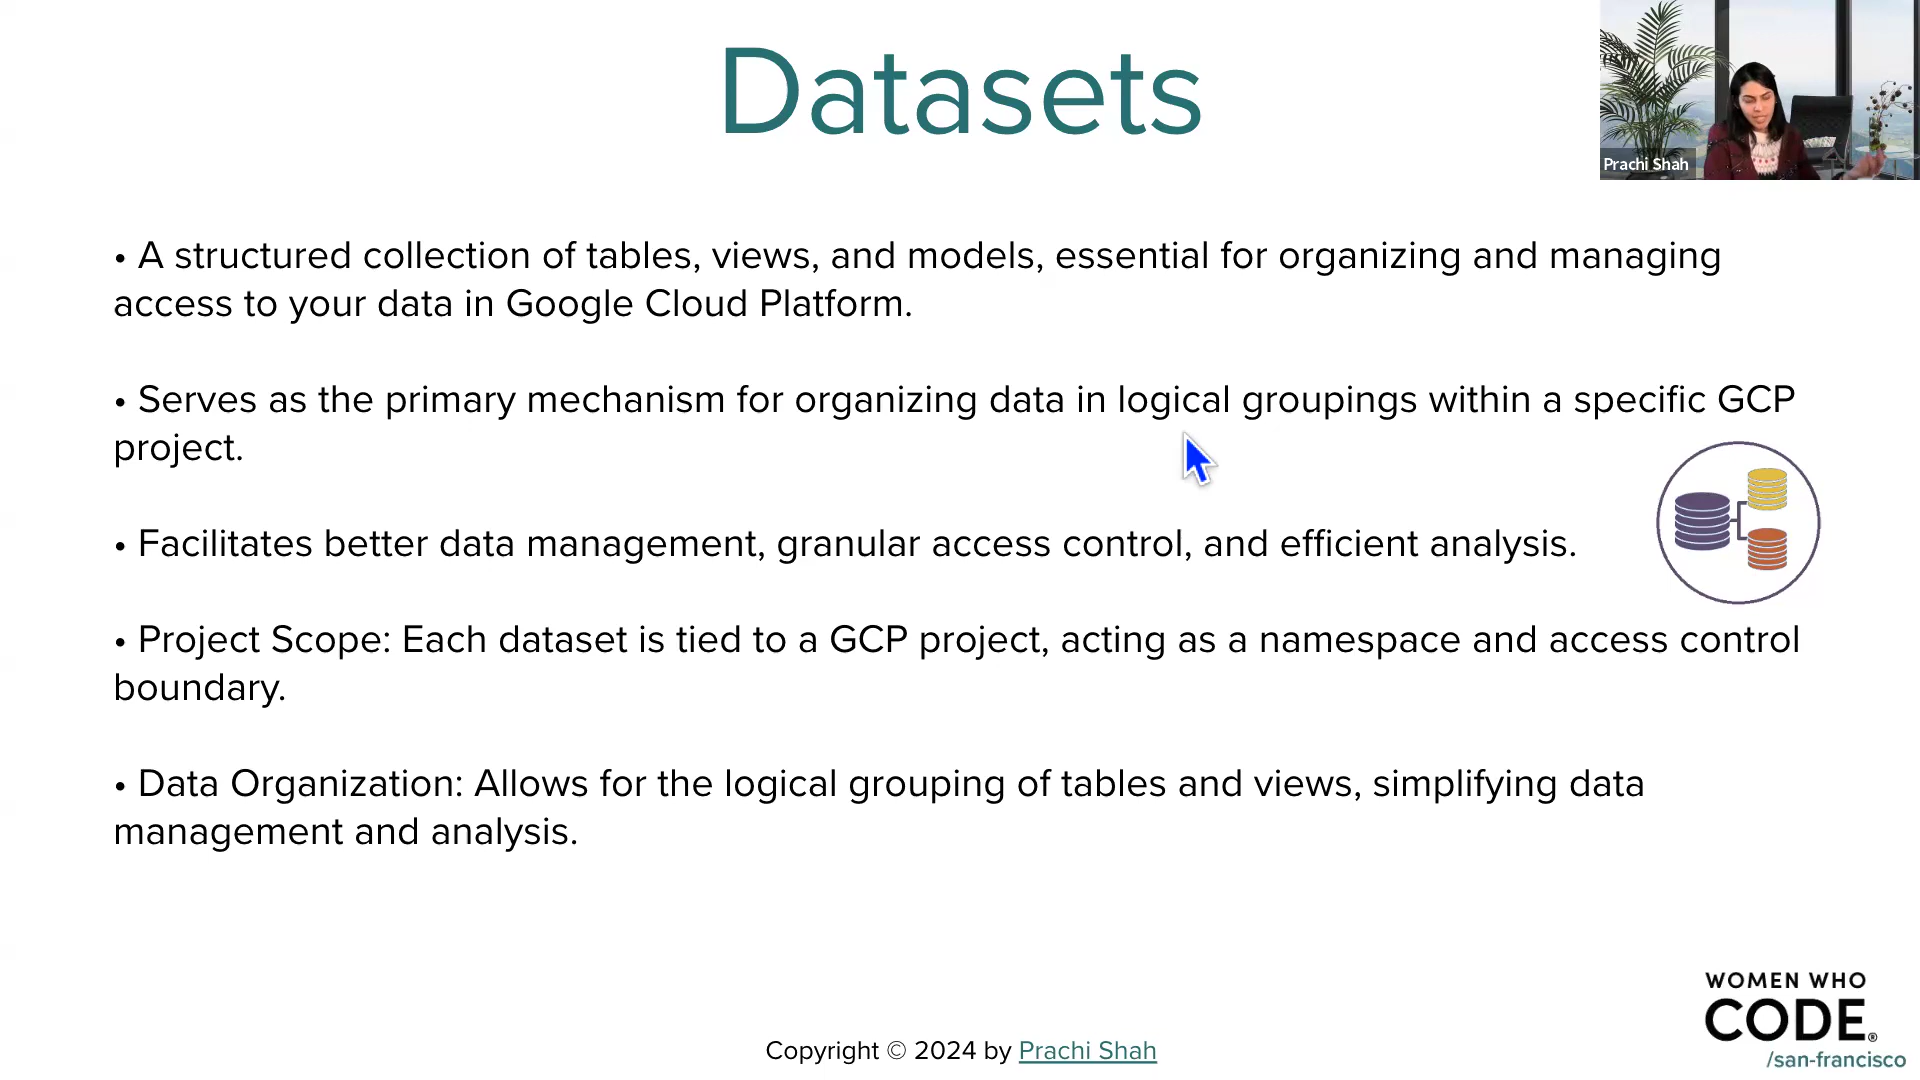 Datasets
Prachi Shah
• A structured collection of tables, views, and models, essential for organizing and managing
access to your data in Google Cloud Platform.
• Serves as the primary mechanism for organizing data in logical groupings within a specific GCP
project.
• Facilitates better data management, granular access control, and efficient analysis.
• Project Scope: Each dataset is tied to a GCP project, acting as a namespace and access control
boundary.
• Data Organization: Allows for the logical grouping of tables and views, simplifying data
management and analysis.
WOMEN WHO
CODE®
/san-francisco
Copyright © 2024 by Prachi Shah